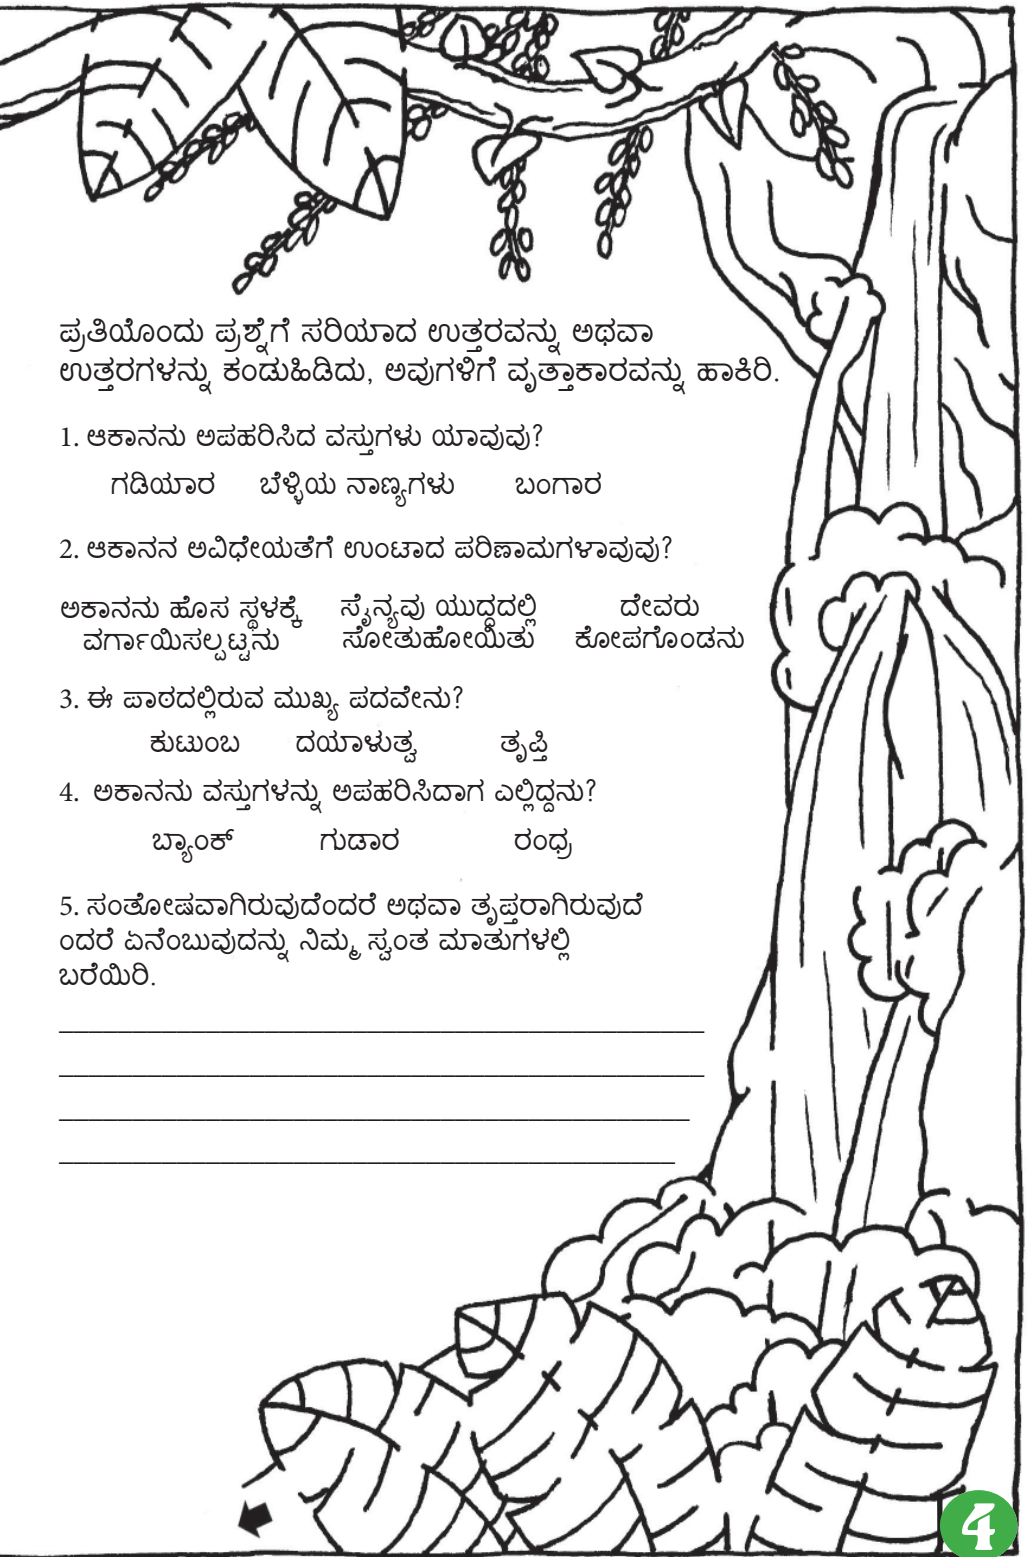 ಪ್ರತಿಯೊಂದು ಪ್ರಶ್ನೆಗೆ ಸರಿಯಾದ ಉತ್ತರವನ್ನು ಅಥವಾ
ಉತ್ತರಗಳನ್ನು ಕಂಡುಹಿಡಿದು, ಅವುಗಳಿಗೆ ವೃತ್ತಾಕಾರವನ್ನು ಹಾಕಿರಿ.
1. ಆಕಾನನು ಅಪಹರಿಸಿದ ವಸ್ತುಗಳು ಯಾವುವು?
ಗಡಿಯಾರ ಬೆಳ್ಳಿಯ ನಾಣ್ಯಗಳು ಬಂಗಾರ
2. ಆಕಾನನ ಅವಿಧೇಯತೆಗೆ ಉಂಟಾದ ಪರಿಣಾಮಗಳಾವುವು?
ಅಕಾನನು ಹೊಸ ಸ್ಥಳಕ್ಕೆ ಸೈನ್ಯವು ಯುದ್ಧದಲ್ಲಿ ದೇವರು
ವರ್ಗಾಯಿಸಲ್ಪಟ್ಟನು ಸೋತುಹೋಯಿತು ಕೋಪಗೊಂಡನು
3. ಈ ಪಾಠದಲ್ಲಿರುವ ಮುಖ್ಯ ಪದವೇನು?
ಕುಟುಂಬ ದಯಾಳುತ್ವ ತೃಪ್ತಿ
4. ಅಕಾನನು ವಸ್ತುಗಳನ್ನು ಅಪಹರಿಸಿದಾಗ ಎಲ್ಲಿದ್ದನು?
ಬ್ಯಾಂಕ್ ಗುಡಾರ ರಂಧ್ರ
5. ಸಂತೋಷವಾಗಿರುವುದೆಂದರೆ ಅಥವಾ ತೃಪ್ತರಾಗಿರುವುದೆ
ಂದರೆ ಏನೆಂಬುವುದನ್ನು ನಿಮ್ಮ ಸ್ವಂತ ಮಾತುಗಳಲ್ಲಿ
ಬರೆಯಿರಿ.
4